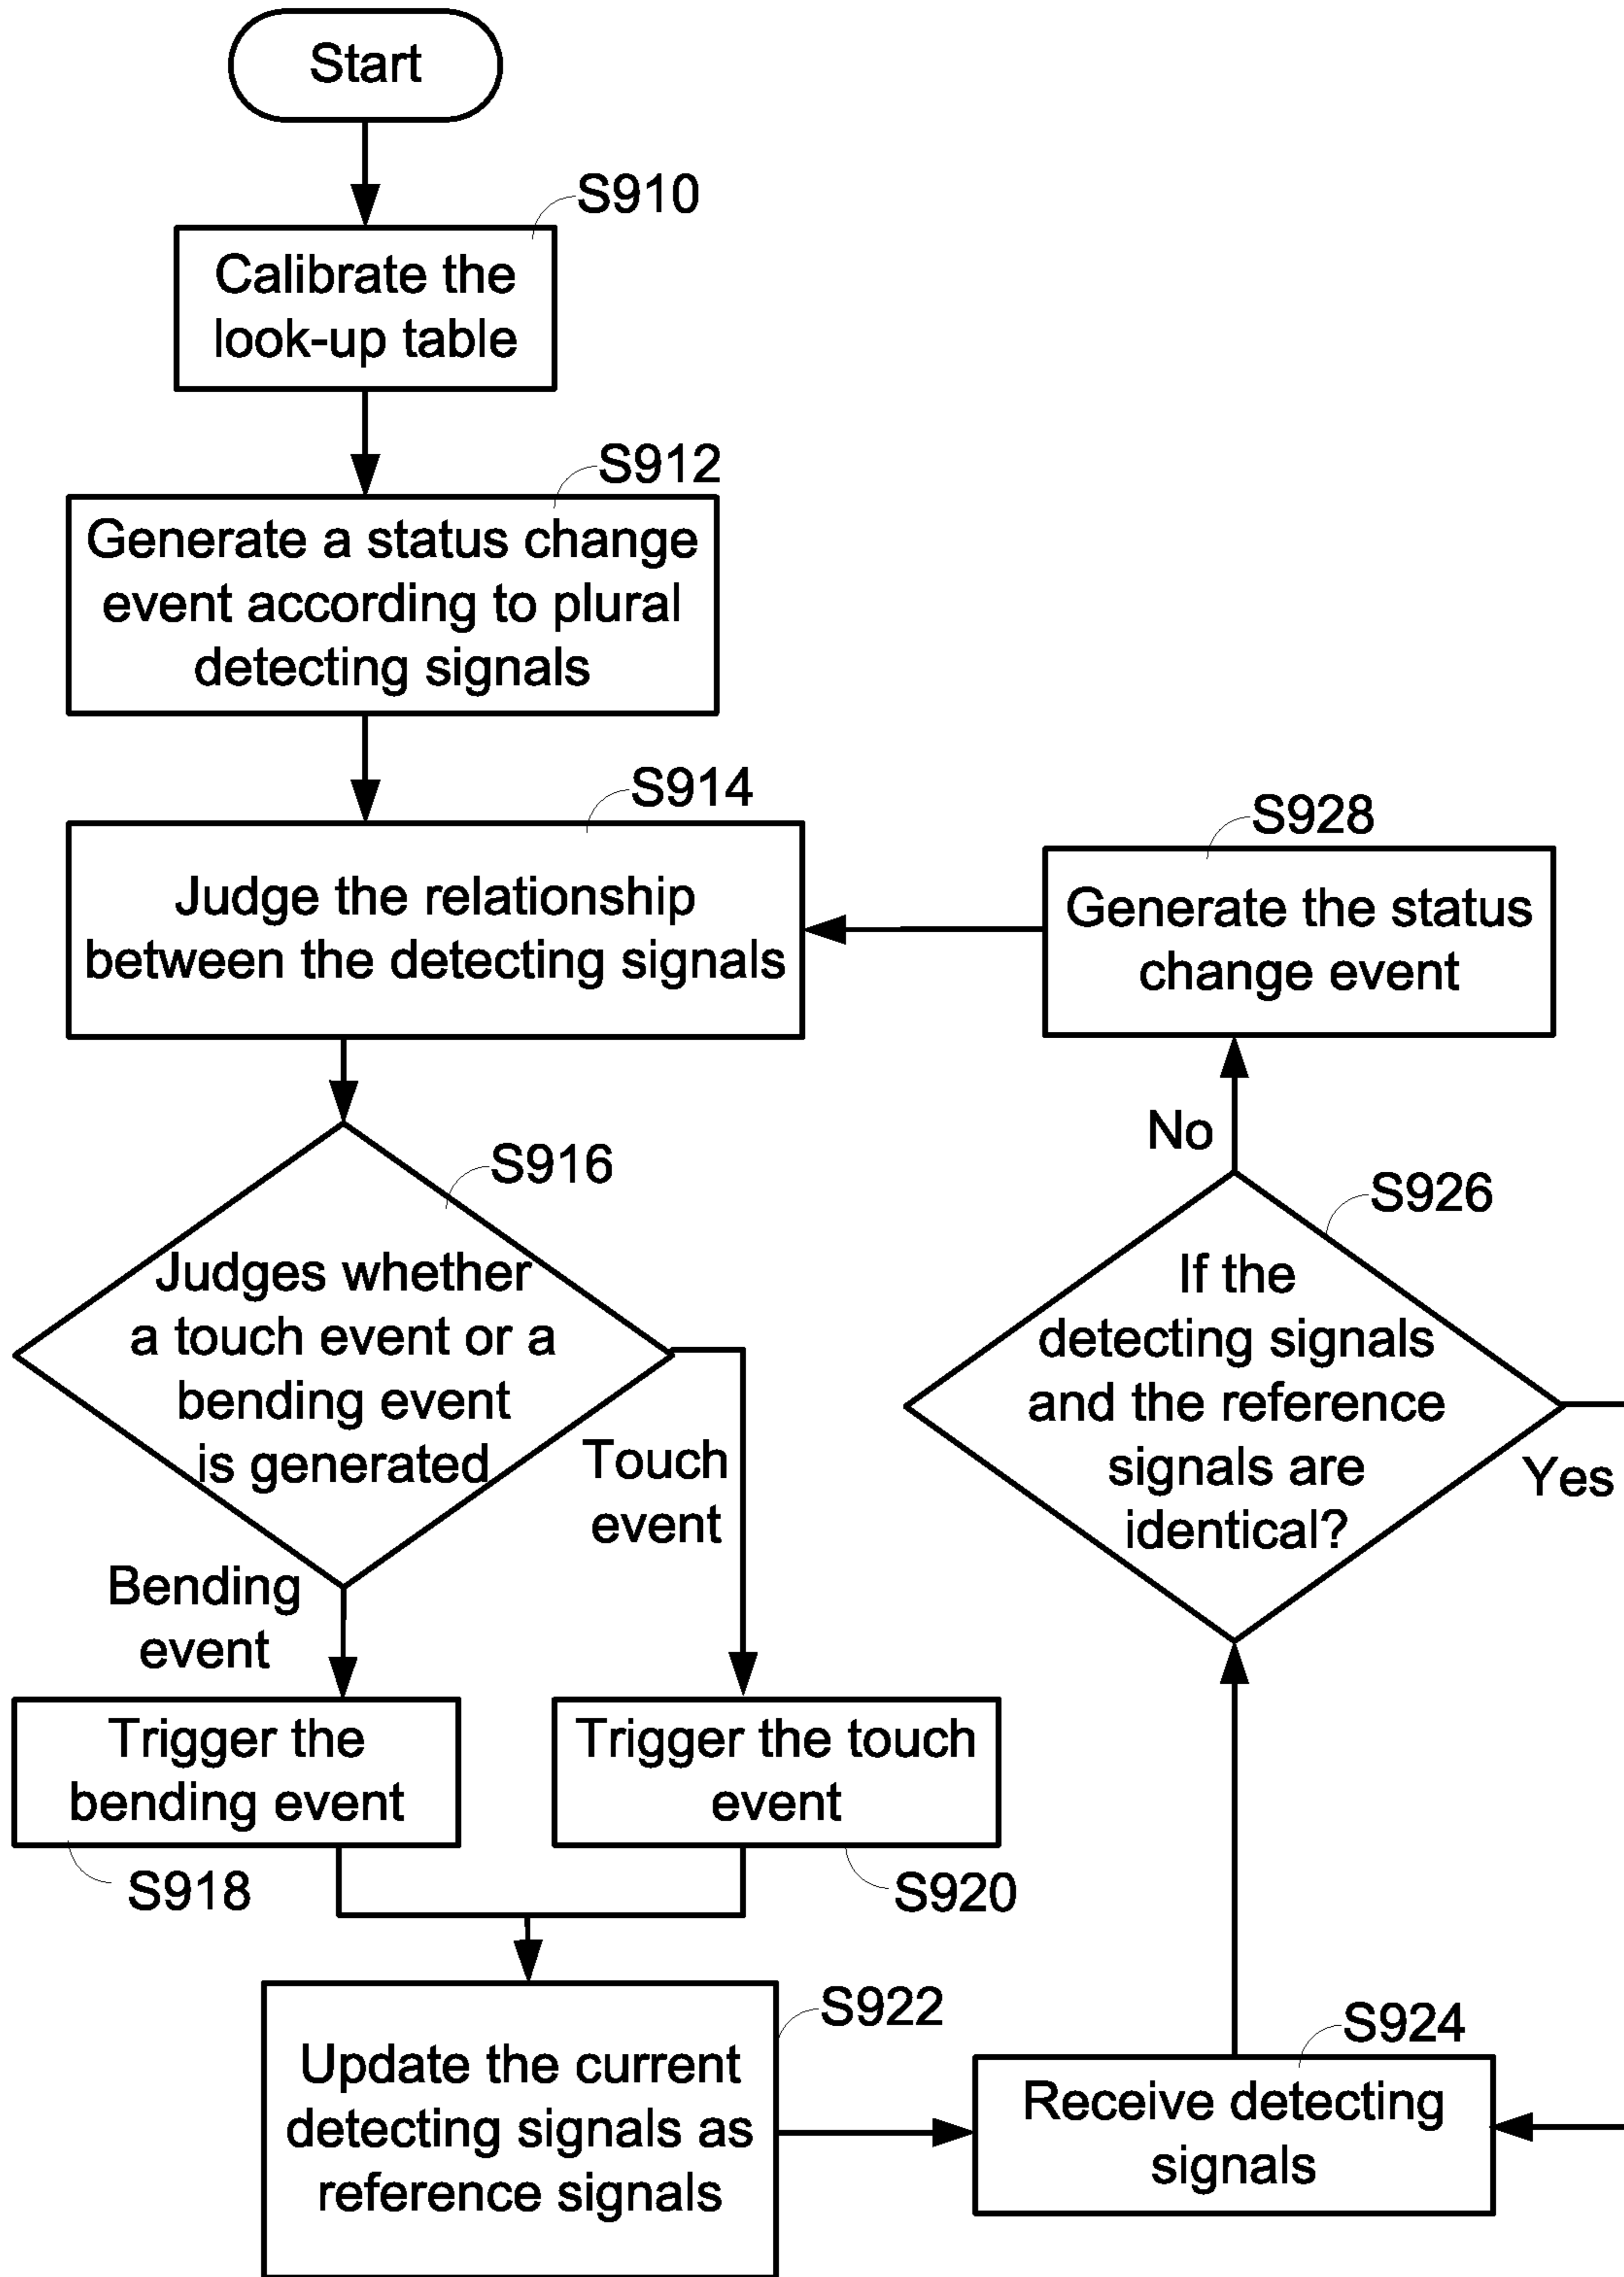 Start
S910
Calibrate the
look-up table
S912
Generate a status change
event according to plural
detecting signals
S914
Judge the relationship
between the detecting signals
S928
Generate the status
change event
S916
Judges whether
a touch event or a
bending event
is generated
Touch
event
Bending
event
No
S926
If the
detecting signals
and the reference
signals are
identical?
Yes
Trigger the
bending event
S918
Trigger the touch
event
S920
S922
Update the current
detecting signals as
reference signals
S924
Receive detecting
signals